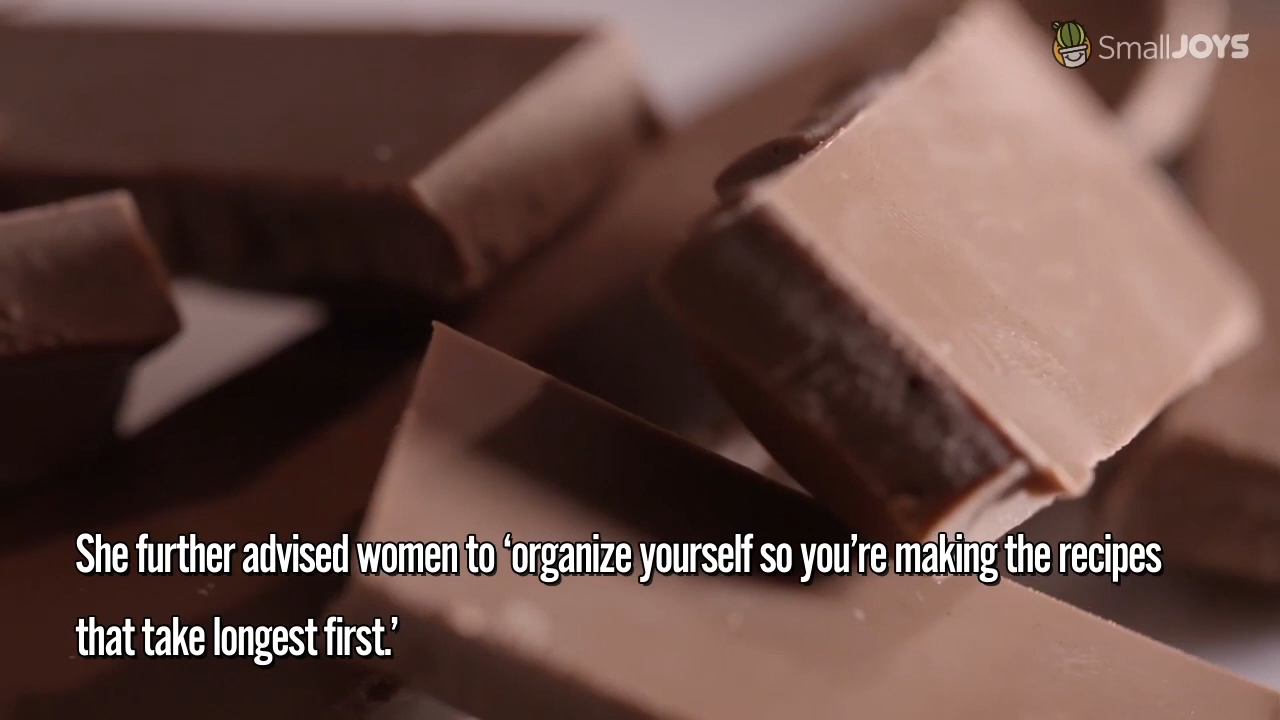 SmallJOYS
She further advised women to ‘organize yourself so you’re making the recipes
that take longest first.’